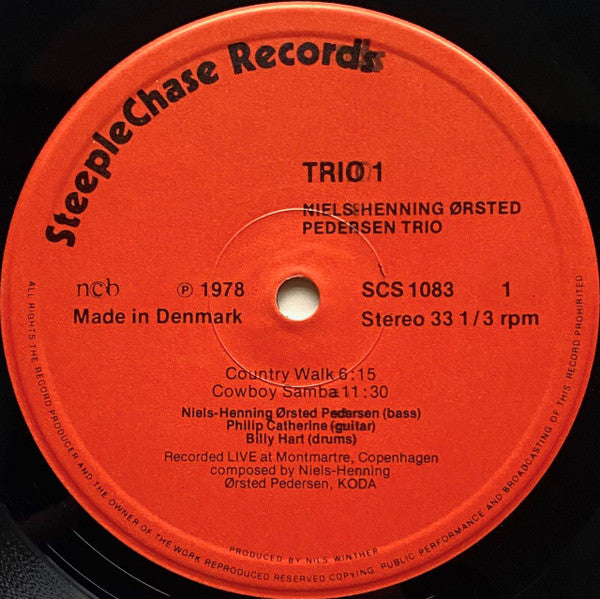 SteepleChase Records
TRIO 1
NIELS-HENNING ØRSTED
PEDERSEN TRIO
ncb ℗ 1978 SCS 1083 1
Made in Denmark Stereo 33 1/3 rpm
Country Walk 6:15
Cowboy Samba 11:30
Niels-Henning Ørsted Pedersen (bass)
Philip Catherine (guitar)
Billy Hart (drums)
Recorded LIVE at Montmartre, Copenhagen
composed by Niels-Henning
Ørsted Pedersen, KODA
PRODUCED BY NILS WINTHER
ALL RIGHTS THE RECORD PRODUCER AND THE OWNER OF THE WORK REPRODUCED RESERVED COPYING, PUBLIC PERFORMANCE AND BROADCASTING OF THIS RECORD PROHIBITED